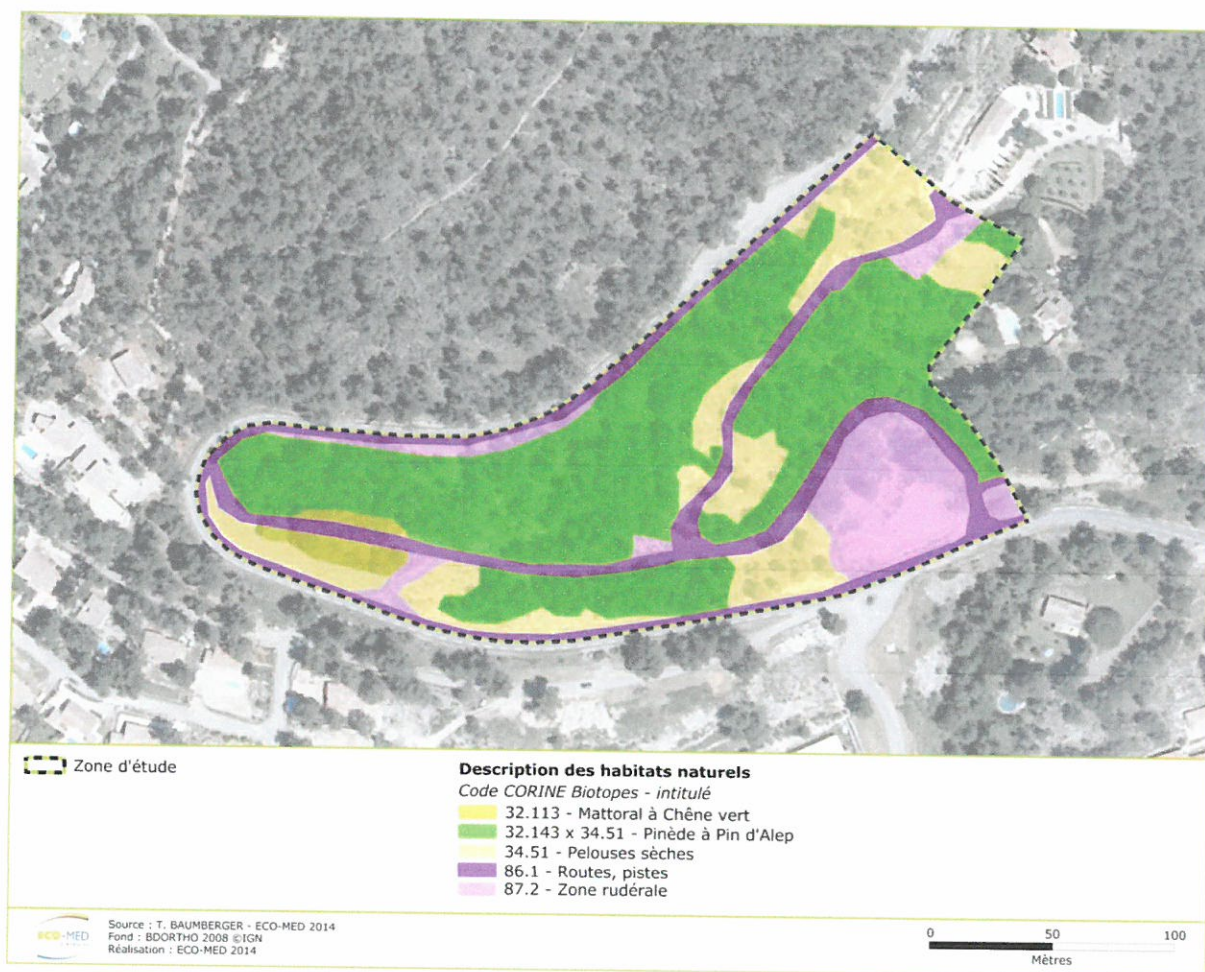 Zone d'étude
Description des habitats naturels
Code CORINE Biotopes - intitulé
32.113 - Mattoral à Chêne vert
32.143 x 34.51 - Pinède à Pin d'Alep
34.51 - Pelouses sèches
86.1 - Routes, pistes
87.2 - Zone rudérale
ECO-MED
Source : T. BAUMBERGER - ECO-MED 2014
Fond : BDORTHO 2008 ©IGN
Réalisation : ECO-MED 2014
0 50 100
Mètres